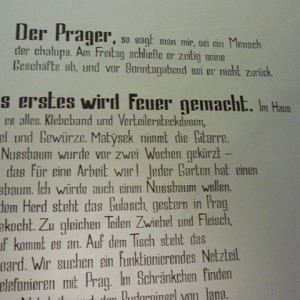 Der Prager, so sagt man mir, sei ein Mensch
der chalupa. Am Freitag schließe er zeitig seine
Geschäfte ab, und vor Sonntagabend sei er nicht zurück.
s erstes wird Feuer gemacht. Im Haus
es alles. Klebeband und Verteilersteckdosen,
el und Gewürze. Matýsek nimmt die Gitarre.
Nussbaum wurde vor zwei Wochen gekürzt –
das für eine Arbeit war! Jeder Garten hat einen
sbaum. Ich würde auch einen Nussbaum wollen.
dem Herd steht das Gulasch, gestern in Prag
ekocht. Zu gleichen Teilen Zwiebel und Fleisch,
uf kommt es an. Auf dem Tisch steht das
oard. Wir suchen ein funktionierendes Netzteil.
elefonieren mit Prag. Im Schränkchen finden
den Ruderpinsel von Jana.